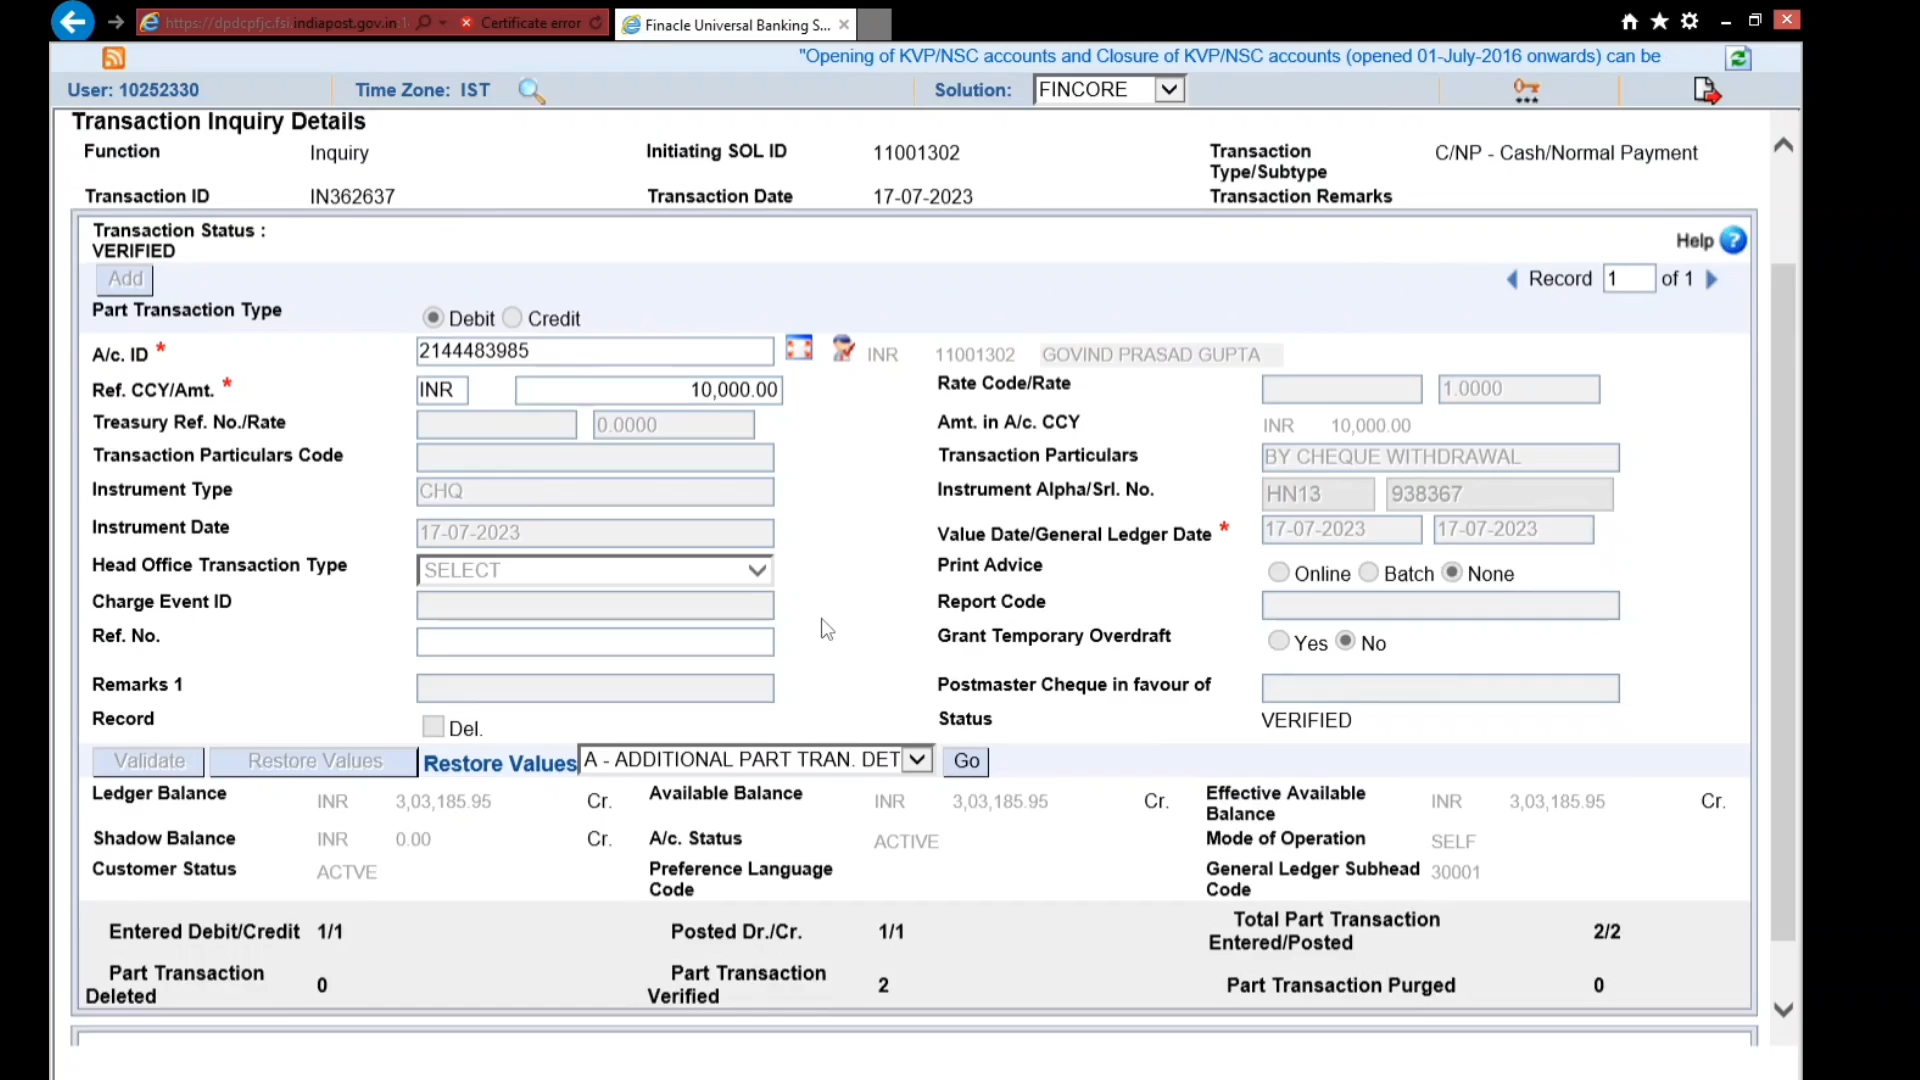 https://dpdcpfjc.fsi.indiapost.gov.in
Certificate error
Finacle Universal Banking S...
"Opening of KVP/NSC accounts and Closure of KVP/NSC accounts (opened 01-July-2016 onwards) can be
User: 10252330 Time Zone: IST Solution: FINCORE
Transaction Inquiry Details
Function Inquiry Initiating SOL ID 11001302 Transaction Type/Subtype C/NP - Cash/Normal Payment
Transaction ID IN362637 Transaction Date 17-07-2023 Transaction Remarks
Transaction Status :
VERIFIED
Help ?
Add Record 1 of 1
Part Transaction Type Debit Credit
A/c. ID * 2144483985 INR 11001302 GOVIND PRASAD GUPTA
Ref. CCY/Amt. * INR 10,000.00 Rate Code/Rate 1.0000
Treasury Ref. No./Rate 0.0000 Amt. in A/c. CCY INR 10,000.00
Transaction Particulars Code Transaction Particulars BY CHEQUE WITHDRAWAL
Instrument Type CHQ Instrument Alpha/Srl. No. HN13 938367
Instrument Date 17-07-2023 Value Date/General Ledger Date * 17-07-2023 17-07-2023
Head Office Transaction Type SELECT Print Advice Online Batch None
Charge Event ID Report Code
Ref. No. Grant Temporary Overdraft Yes No
Remarks 1 Postmaster Cheque in favour of
Record Del. Status VERIFIED
Validate Restore Values Restore Values A - ADDITIONAL PART TRAN. DET Go
Ledger Balance INR 3,03,185.95 Cr. Available Balance INR 3,03,185.95 Cr. Effective Available Balance INR 3,03,185.95 Cr.
Shadow Balance INR 0.00 Cr. A/c. Status ACTIVE Mode of Operation SELF
Customer Status ACTVE Preference Language Code General Ledger Subhead Code 30001
Entered Debit/Credit 1/1 Posted Dr./Cr. 1/1 Total Part Transaction Entered/Posted 2/2
Part Transaction Deleted 0 Part Transaction Verified 2 Part Transaction Purged 0